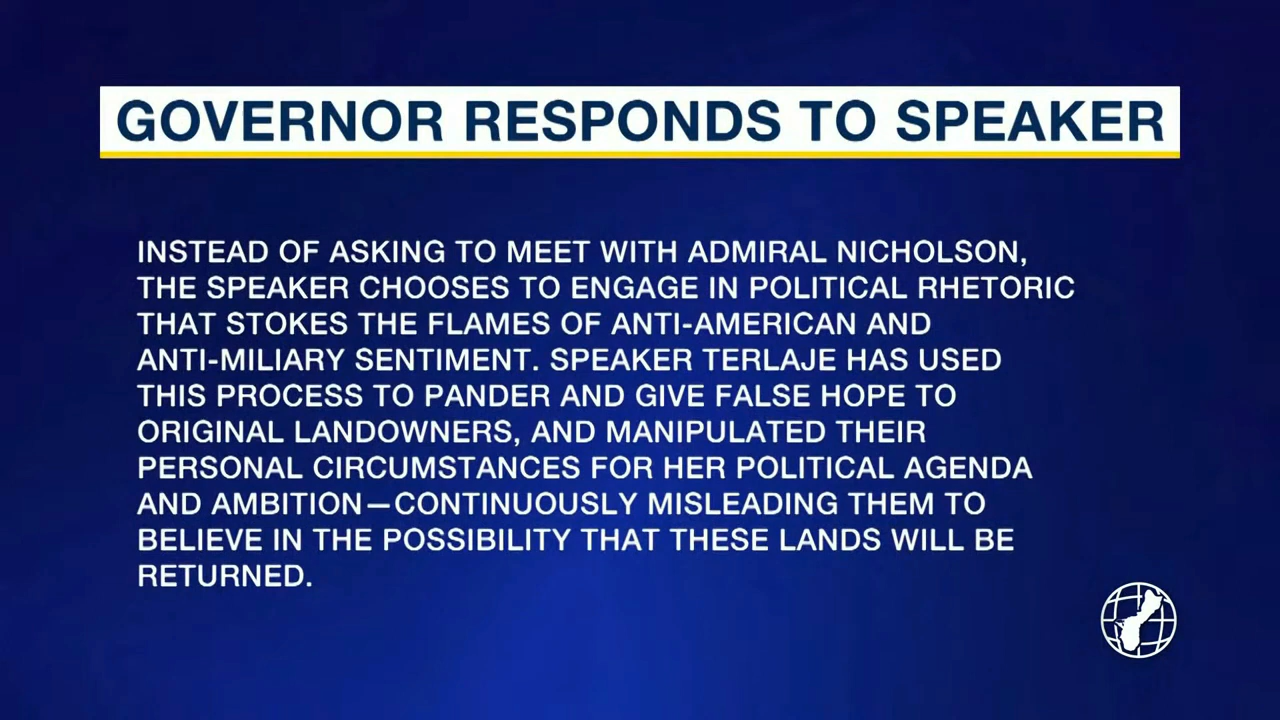 GOVERNOR RESPONDS TO SPEAKER
INSTEAD OF ASKING TO MEET WITH ADMIRAL NICHOLSON,
THE SPEAKER CHOOSES TO ENGAGE IN POLITICAL RHETORIC
THAT STOKES THE FLAMES OF ANTI-AMERICAN AND
ANTI-MILIARY SENTIMENT. SPEAKER TERLAJE HAS USED
THIS PROCESS TO PANDER AND GIVE FALSE HOPE TO
ORIGINAL LANDOWNERS, AND MANIPULATED THEIR
PERSONAL CIRCUMSTANCES FOR HER POLITICAL AGENDA
AND AMBITION—CONTINUOUSLY MISLEADING THEM TO
BELIEVE IN THE POSSIBILITY THAT THESE LANDS WILL BE
RETURNED.